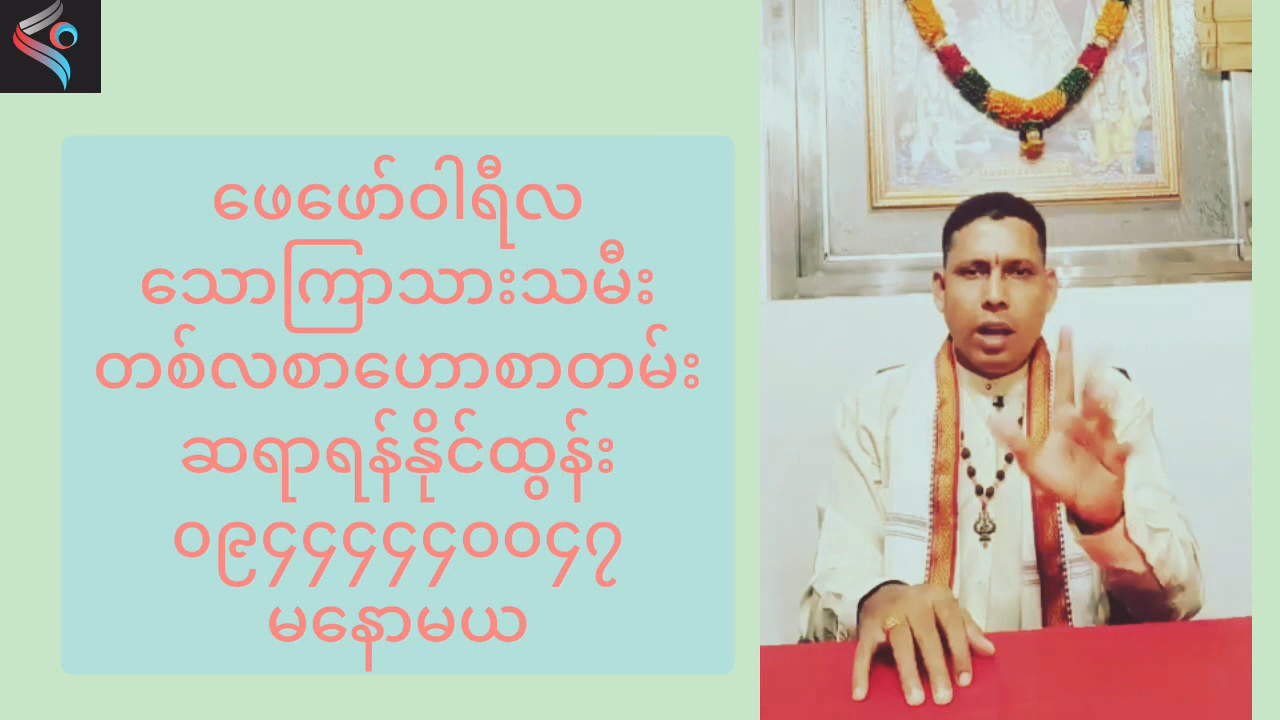 ဖေဖော်ဝါရီလ
သောကြာသားသမီး
တစ်လစာဟောစာတမ်း
ဆရာရန်နိုင်ထွန်း
၀၉၄၄၄၄၄၀၀၄၇
မနောမယ